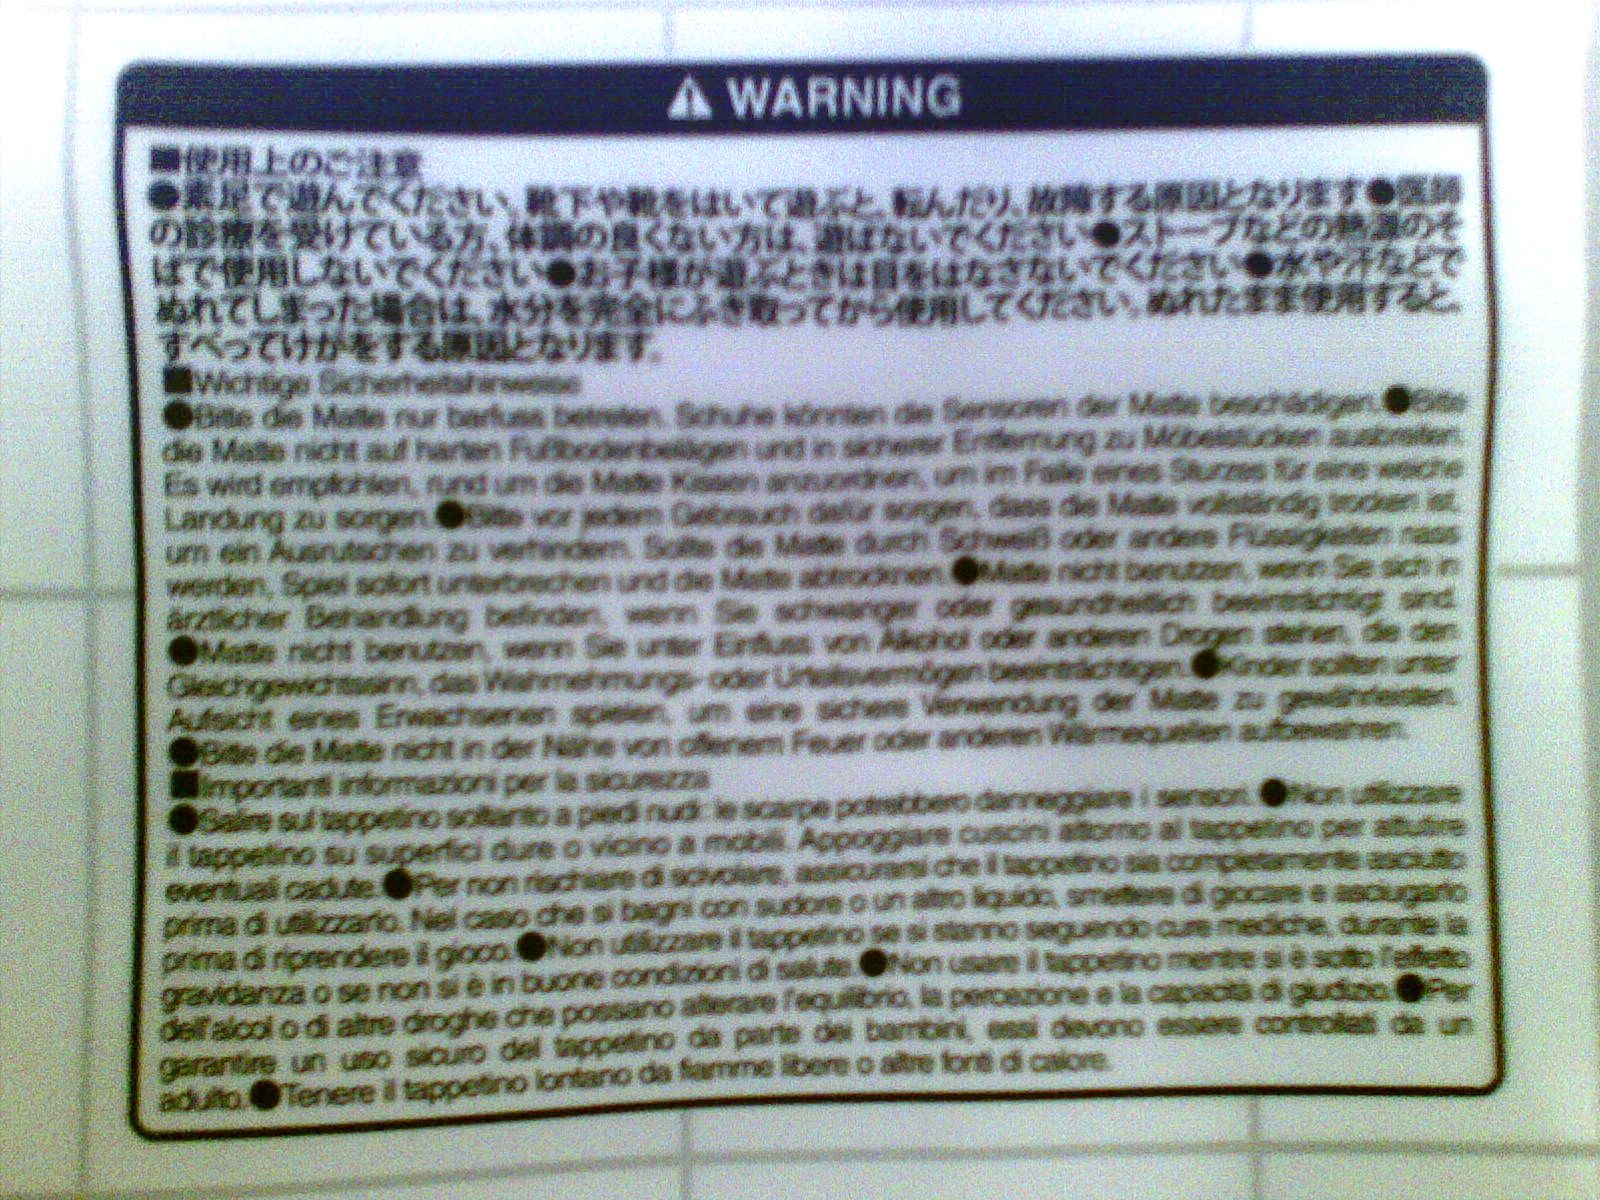 ⚠ WARNING
■使用上のご注意
●素足で遊んでください。靴下や靴をはいて遊ぶと、転んだり、故障する原因となります●医師
の診療を受けている方、体調の良くない方は、遊ばないでください●ストーブなどの熱源のそ
ばで使用しないでください●お子様が遊ぶときは目をはなさないでください●水や汗などで
ぬれてしまった場合は、水分を完全にふき取ってから使用してください。ぬれたまま使用すると、
すべってけがをする原因となります。
■Wichtige Sicherheitshinweise
●Bitte die Matte nur barfuss betreten. Schuhe könnten die Sensoren der Matte beschädigen.●Bitte
die Matte nicht auf harten Fußbodenbelägen und in sicherer Entfernung zu Möbelstücken ausbreiten.
Es wird empfohlen, rund um die Matte Kissen anzuordnen, um im Falle eines Sturzes für eine weiche
Landung zu sorgen.●Bitte vor jedem Gebrauch dafür sorgen, dass die Matte vollständig trocken ist,
um ein Ausrutschen zu verhindern. Sollte die Matte durch Schweiß oder andere Flüssigkeiten nass
werden, Spiel sofort unterbrechen und die Matte abtrocknen.●Matte nicht benutzen, wenn Sie sich in
ärztlicher Behandlung befinden, wenn Sie schwanger oder gesundheitlich beeinträchtigt sind.
●Matte nicht benutzen, wenn Sie unter Einfluss von Alkohol oder anderen Drogen stehen, die den
Gleichgewichtssinn, das Wahrnehmungs- oder Urteilsvermögen beeinträchtigen.●Kinder sollten unter
Aufsicht eines Erwachsenen spielen, um eine sichere Verwendung der Matte zu gewährleisten.
●Bitte die Matte nicht in der Nähe von offenem Feuer oder anderen Wärmequellen aufbewahren.
■Importanti informazioni per la sicurezza
●Salire sul tappetino soltanto a piedi nudi: le scarpe potrebbero danneggiare i sensori.●Non utilizzare
il tappetino su superfici dure o vicino a mobili. Appoggiare cuscini attorno al tappetino per attutire
eventuali cadute.●Per non rischiare di scivolare, assicurarsi che il tappetino sia completamente asciutto
prima di utilizzarlo. Nel caso che si bagni con sudore o un altro liquido, smettere di giocare e asciugarlo
prima di riprendere il gioco.●Non utilizzare il tappetino se si stanno seguendo cure mediche, durante la
gravidanza o se non si è in buone condizioni di salute.●Non usare il tappetino mentre si è sotto l'effetto
dell'alcol o di altre droghe che possano alterare l'equilibrio, la percezione e la capacità di giudizio.●Per
garantire un uso sicuro del tappetino da parte dei bambini, essi devono essere controllati da un
adulto.●Tenere il tappetino lontano da fiamme libere o altre fonti di calore.